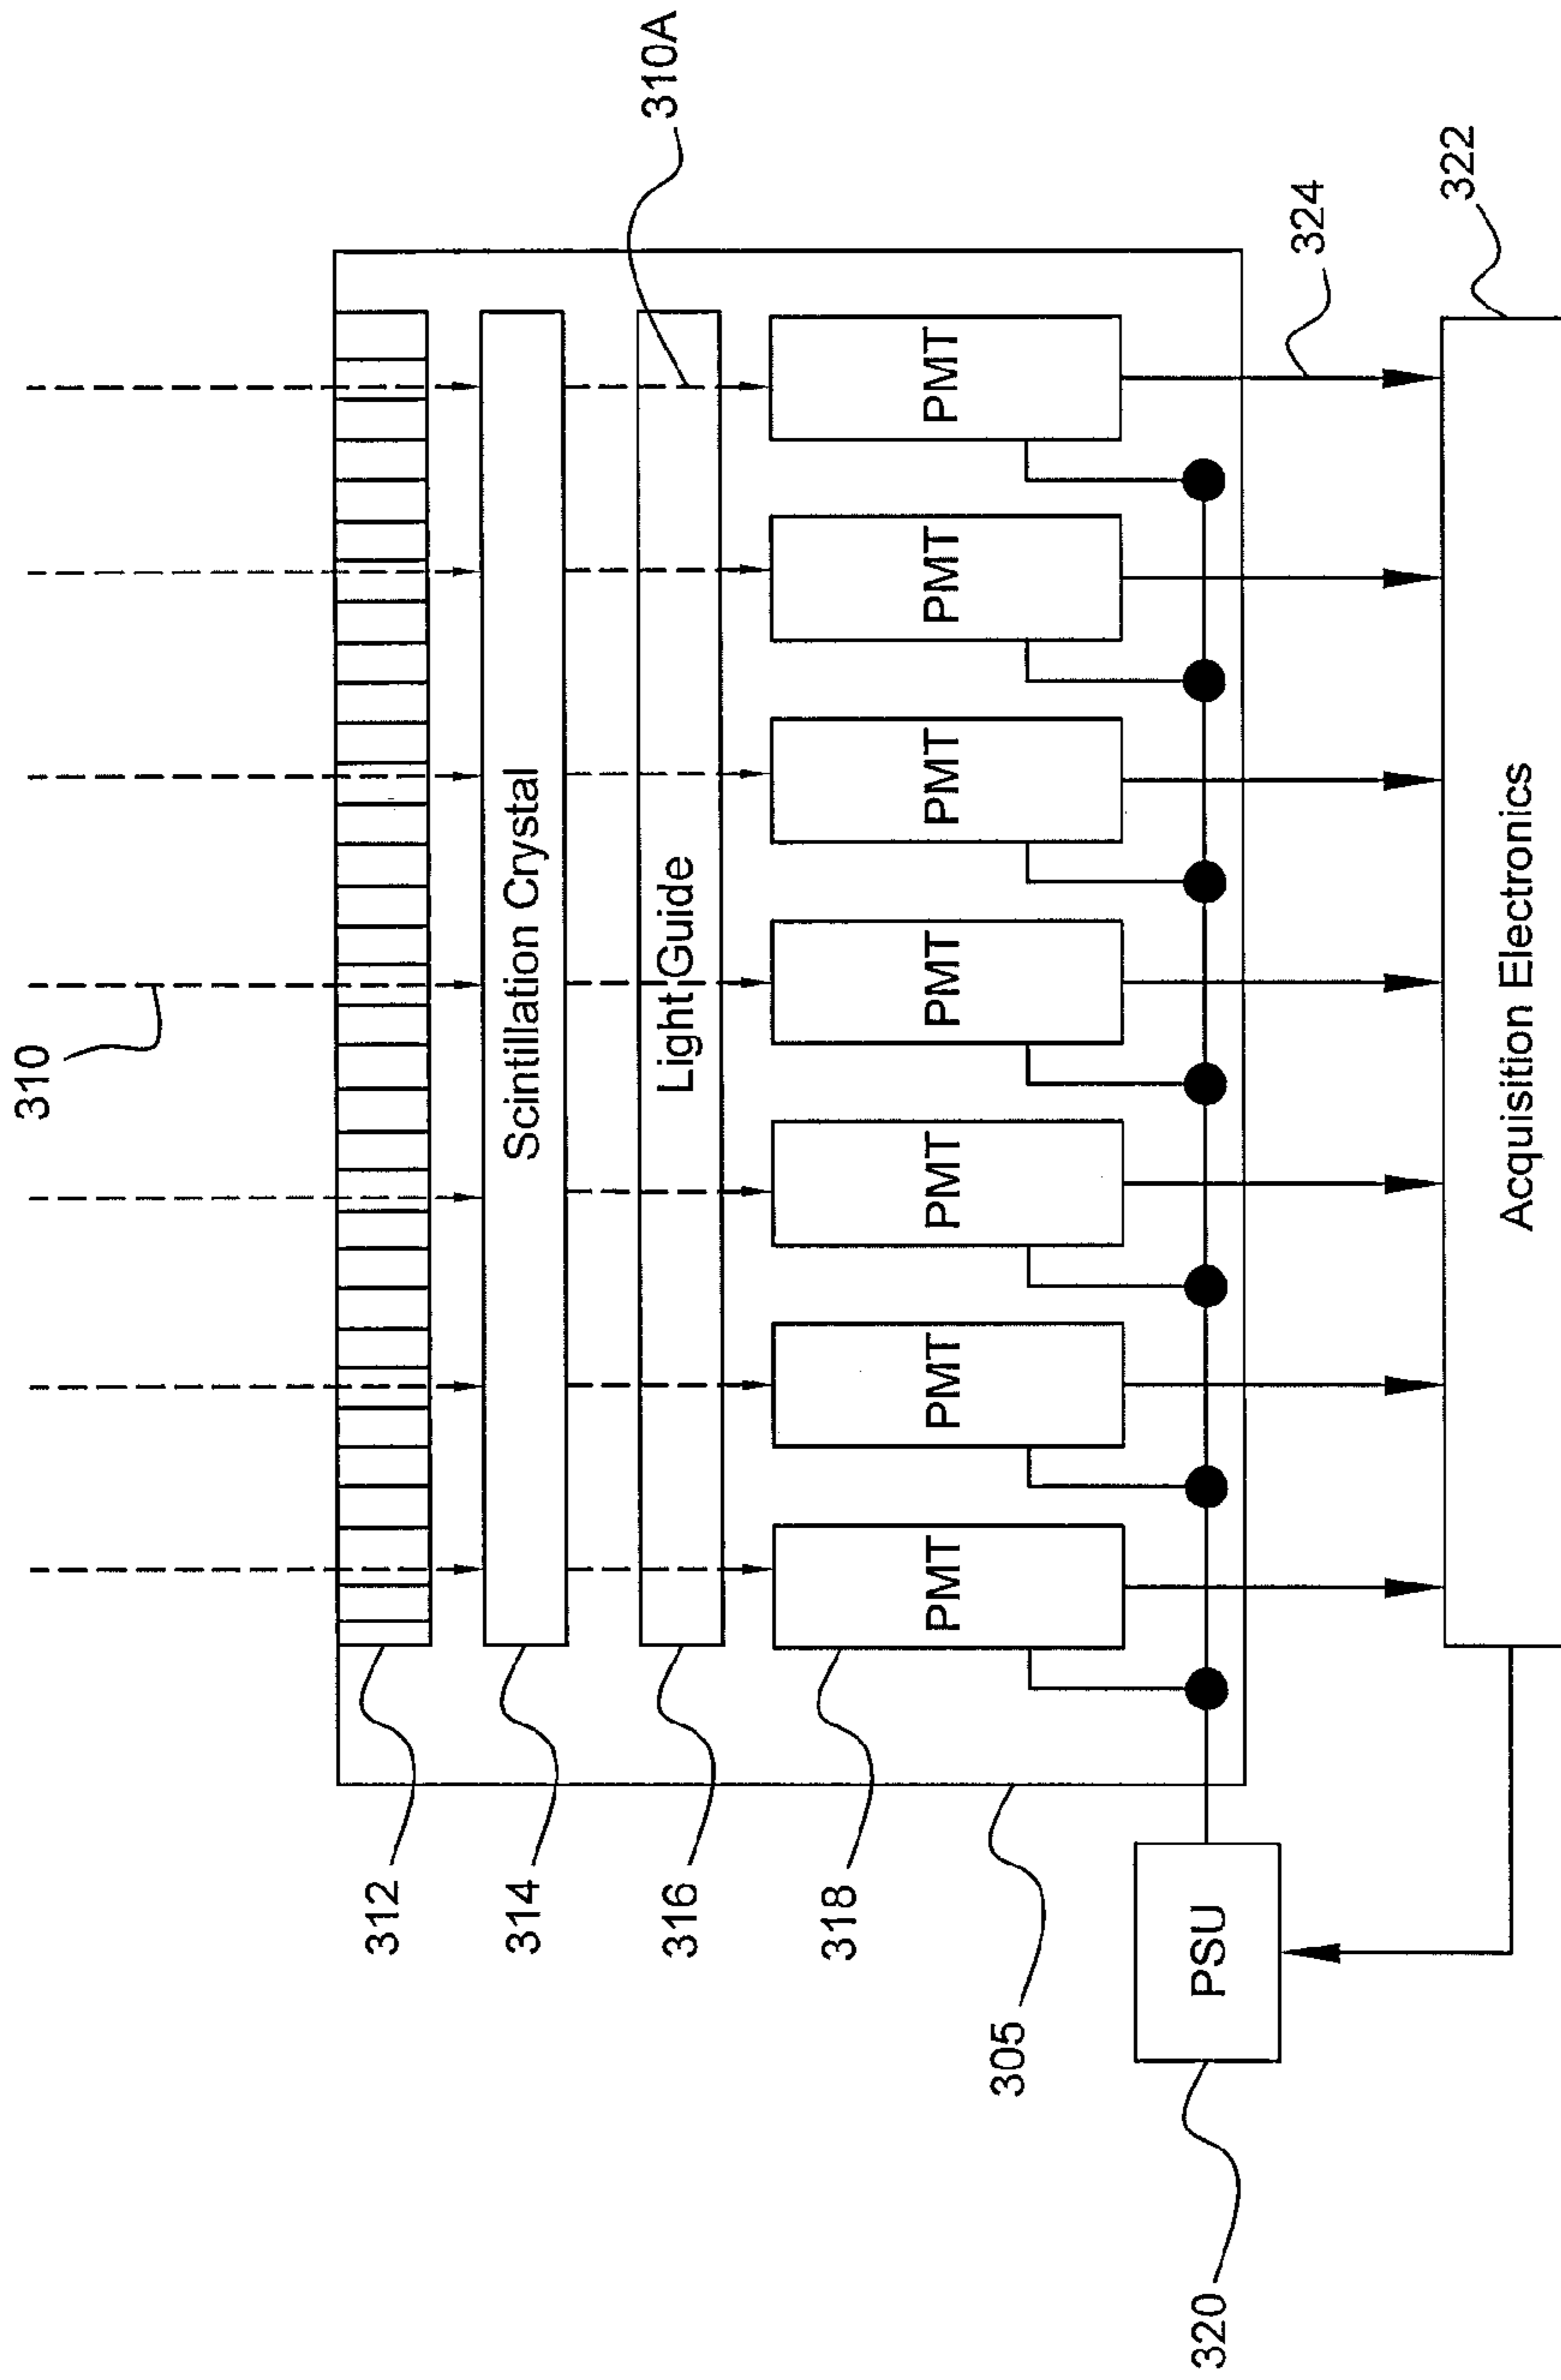 310
310A
312
314
Scintillation Crystal
316
Light Guide
318
PMT
PMT
PMT
PMT
PMT
PMT
PMT
305
324
320
PSU
322
Acquisition Electronics